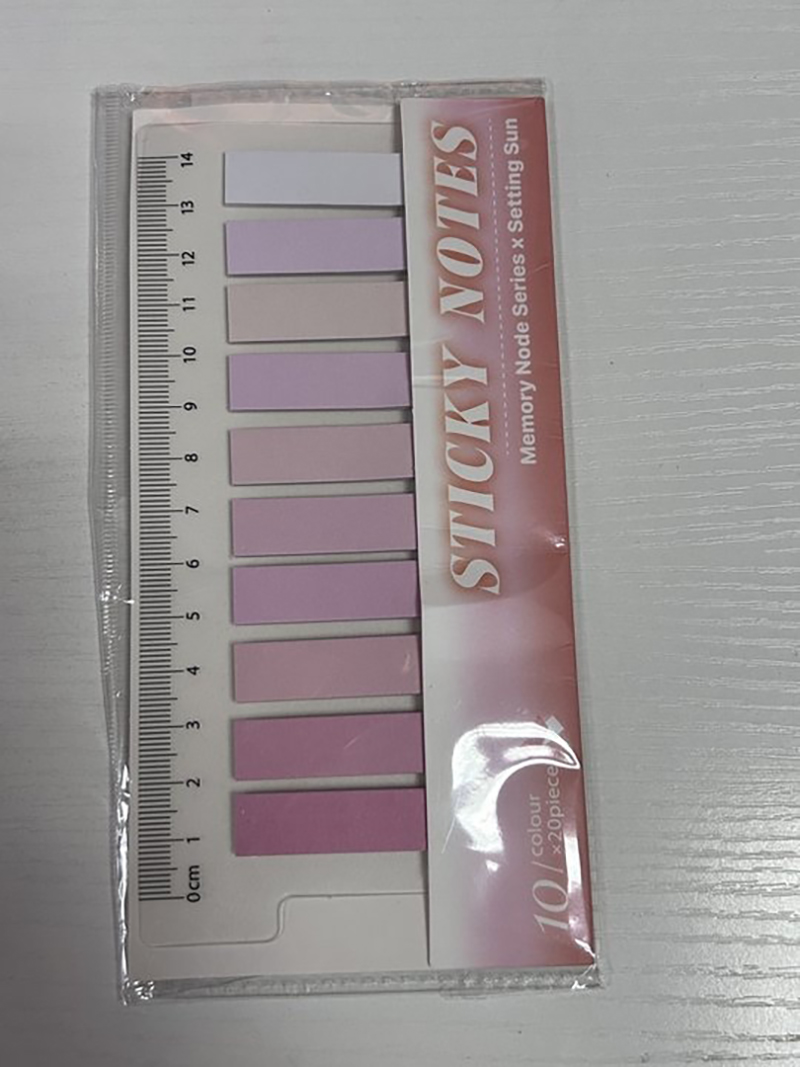 STICKY NOTES
Memory Node Series x Setting Sun
10/colour
×20piece
0cm 1 2 3 4 5 6 7 8 9 10 11 12 13 14